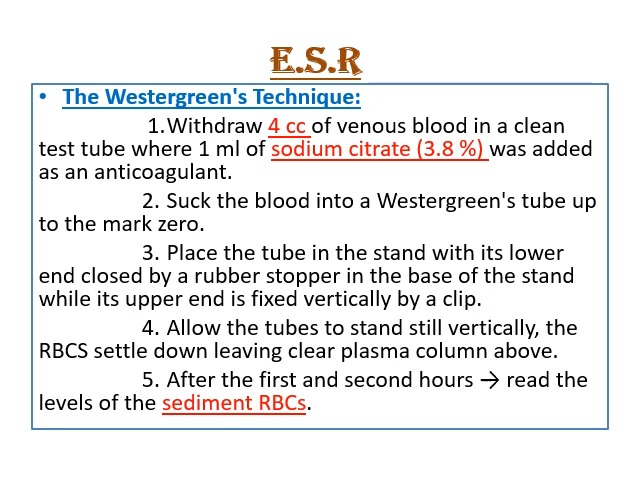 E.S.R
• The Westergreen's Technique:
1.Withdraw 4 cc of venous blood in a clean
test tube where 1 ml of sodium citrate (3.8 %) was added
as an anticoagulant.
2. Suck the blood into a Westergreen's tube up
to the mark zero.
3. Place the tube in the stand with its lower
end closed by a rubber stopper in the base of the stand
while its upper end is fixed vertically by a clip.
4. Allow the tubes to stand still vertically, the
RBCS settle down leaving clear plasma column above.
5. After the first and second hours → read the
levels of the sediment RBCs.